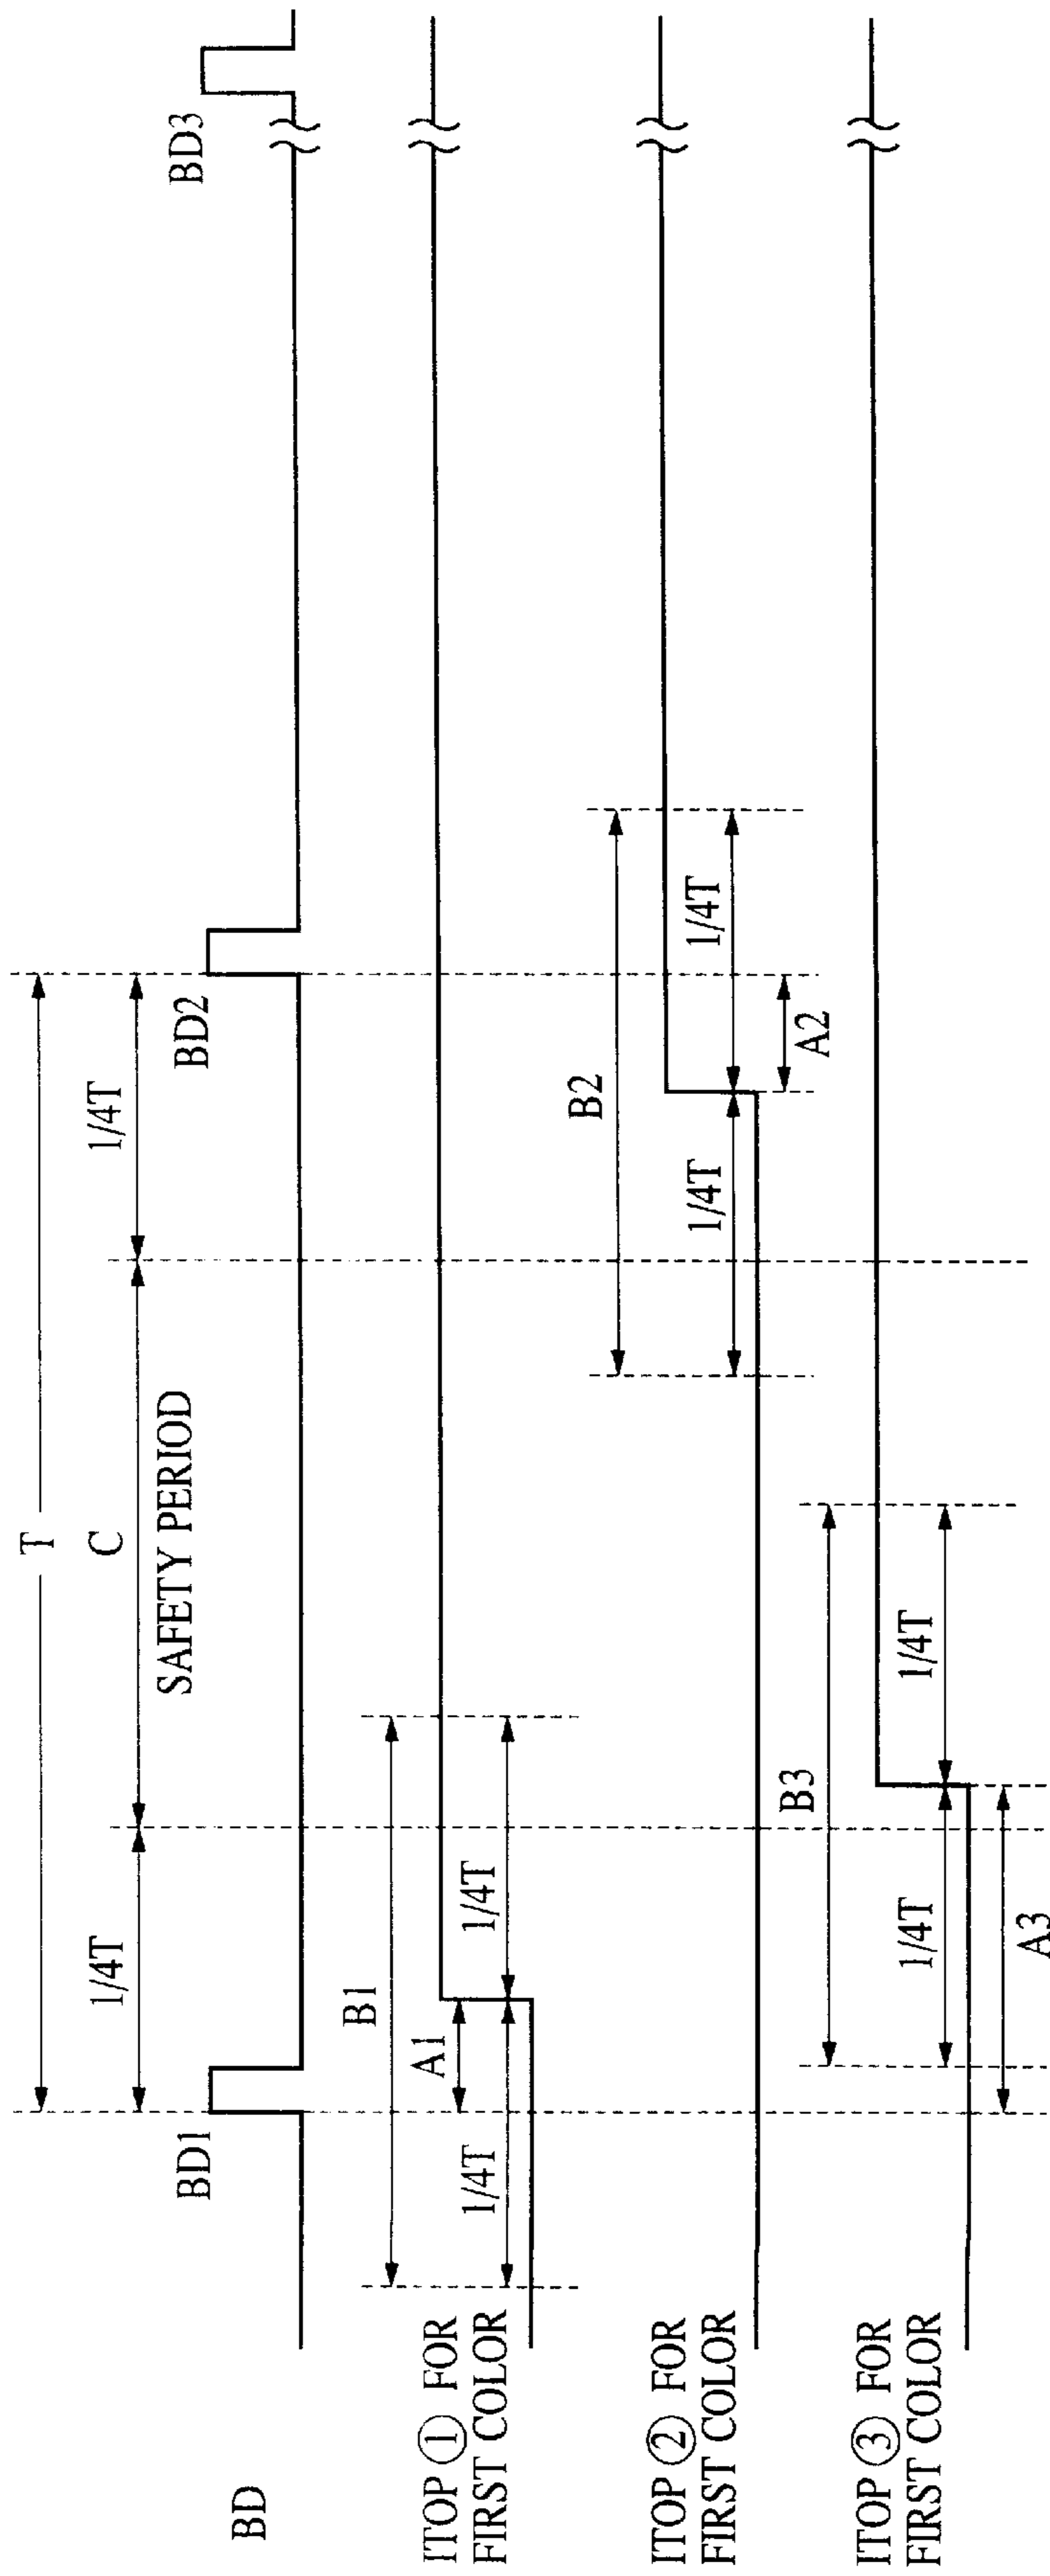 T
1/4T
C
1/4T
SAFETY PERIOD
BD
BD1
BD2
BD3
ITOP ① FOR
FIRST COLOR
B1
A1
1/4T
1/4T
ITOP ② FOR
FIRST COLOR
B2
1/4T
1/4T
A2
ITOP ③ FOR
FIRST COLOR
B3
1/4T
1/4T
A3